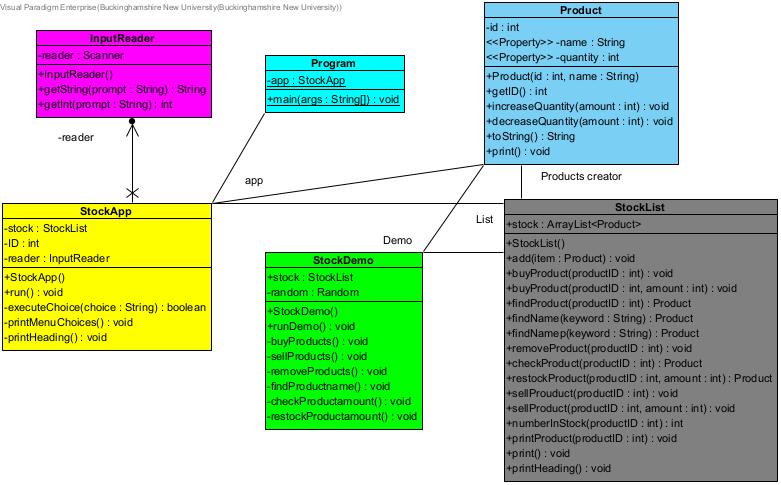 Visual Paradigm Enterprise(Buckinghamshire New University(Buckinghamshire New University))
InputReader
-reader : Scanner
+InputReader()
+getString(prompt : String) : String
+getInt(prompt : String) : int
Program
-app : StockApp
+main(args : String[]) : void
Product
-id : int
<<Property>> -name : String
<<Property>> -quantity : int
+Product(id : int, name : String)
+getID() : int
+increaseQuantity(amount : int) : void
+decreaseQuantity(amount : int) : void
+toString() : String
+print() : void
-reader
app
Products creator
List
Demo
StockApp
-stock : StockList
-ID : int
-reader : InputReader
+StockApp()
+run() : void
-executeChoice(choice : String) : boolean
-printMenuChoices() : void
-printHeading() : void
StockDemo
+stock : StockList
-random : Random
+StockDemo()
+runDemo() : void
-buyProducts() : void
-sellProducts() : void
-removeProducts() : void
-findProductname() : void
-checkProductamount() : void
-restockProductamount() : void
StockList
+stock : ArrayList<Product>
+StockList()
+add(item : Product) : void
+buyProduct(productID : int) : void
+buyProduct(productID : int, amount : int) : void
+findProduct(productID : int) : Product
+findName(keyword : String) : Product
+findNamep(keyword : String) : Product
+removeProduct(productID : int) : void
+checkProduct(productID : int) : Product
+restockProduct(productID : int, amount : int) : Product
+sellProuduct(productID : int) : void
+sellProduct(productID : int, amount : int) : void
+numberInStock(productID : int) : int
+printProduct(productID : int) : void
+print() : void
+printHeading() : void